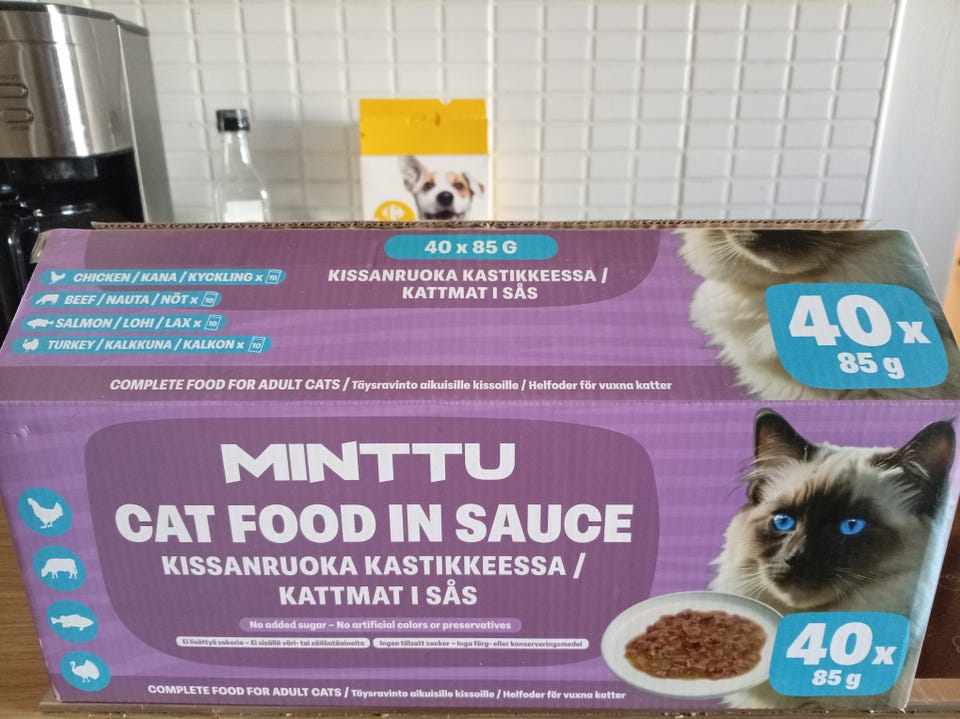 40 x 85 G
CHICKEN / KANA / KYCKLING x 10
BEEF / NAUTA / NÖT x 10
SALMON / LOHI / LAX x 10
TURKEY / KALKKUNA / KALKON x 10
KISSANRUOKA KASTIKKEESSA /
KATTMAT I SÅS
40 x
85 g
COMPLETE FOOD FOR ADULT CATS / Täysravinto aikuisille kissoille / Helfoder för vuxna katter
MINTTU
CAT FOOD IN SAUCE
KISSANRUOKA KASTIKKEESSA /
KATTMAT I SÅS
No added sugar – No artificial colors or preservatives
Ei lisättyä sokeria – Ei sisällä väri- tai säilöntäaineita
Ingen tillsatt socker – Inga färg- eller konserveringsmedel
40 x
85 g
COMPLETE FOOD FOR ADULT CATS / Täysravinto aikuisille kissoille / Helfoder för vuxna katter